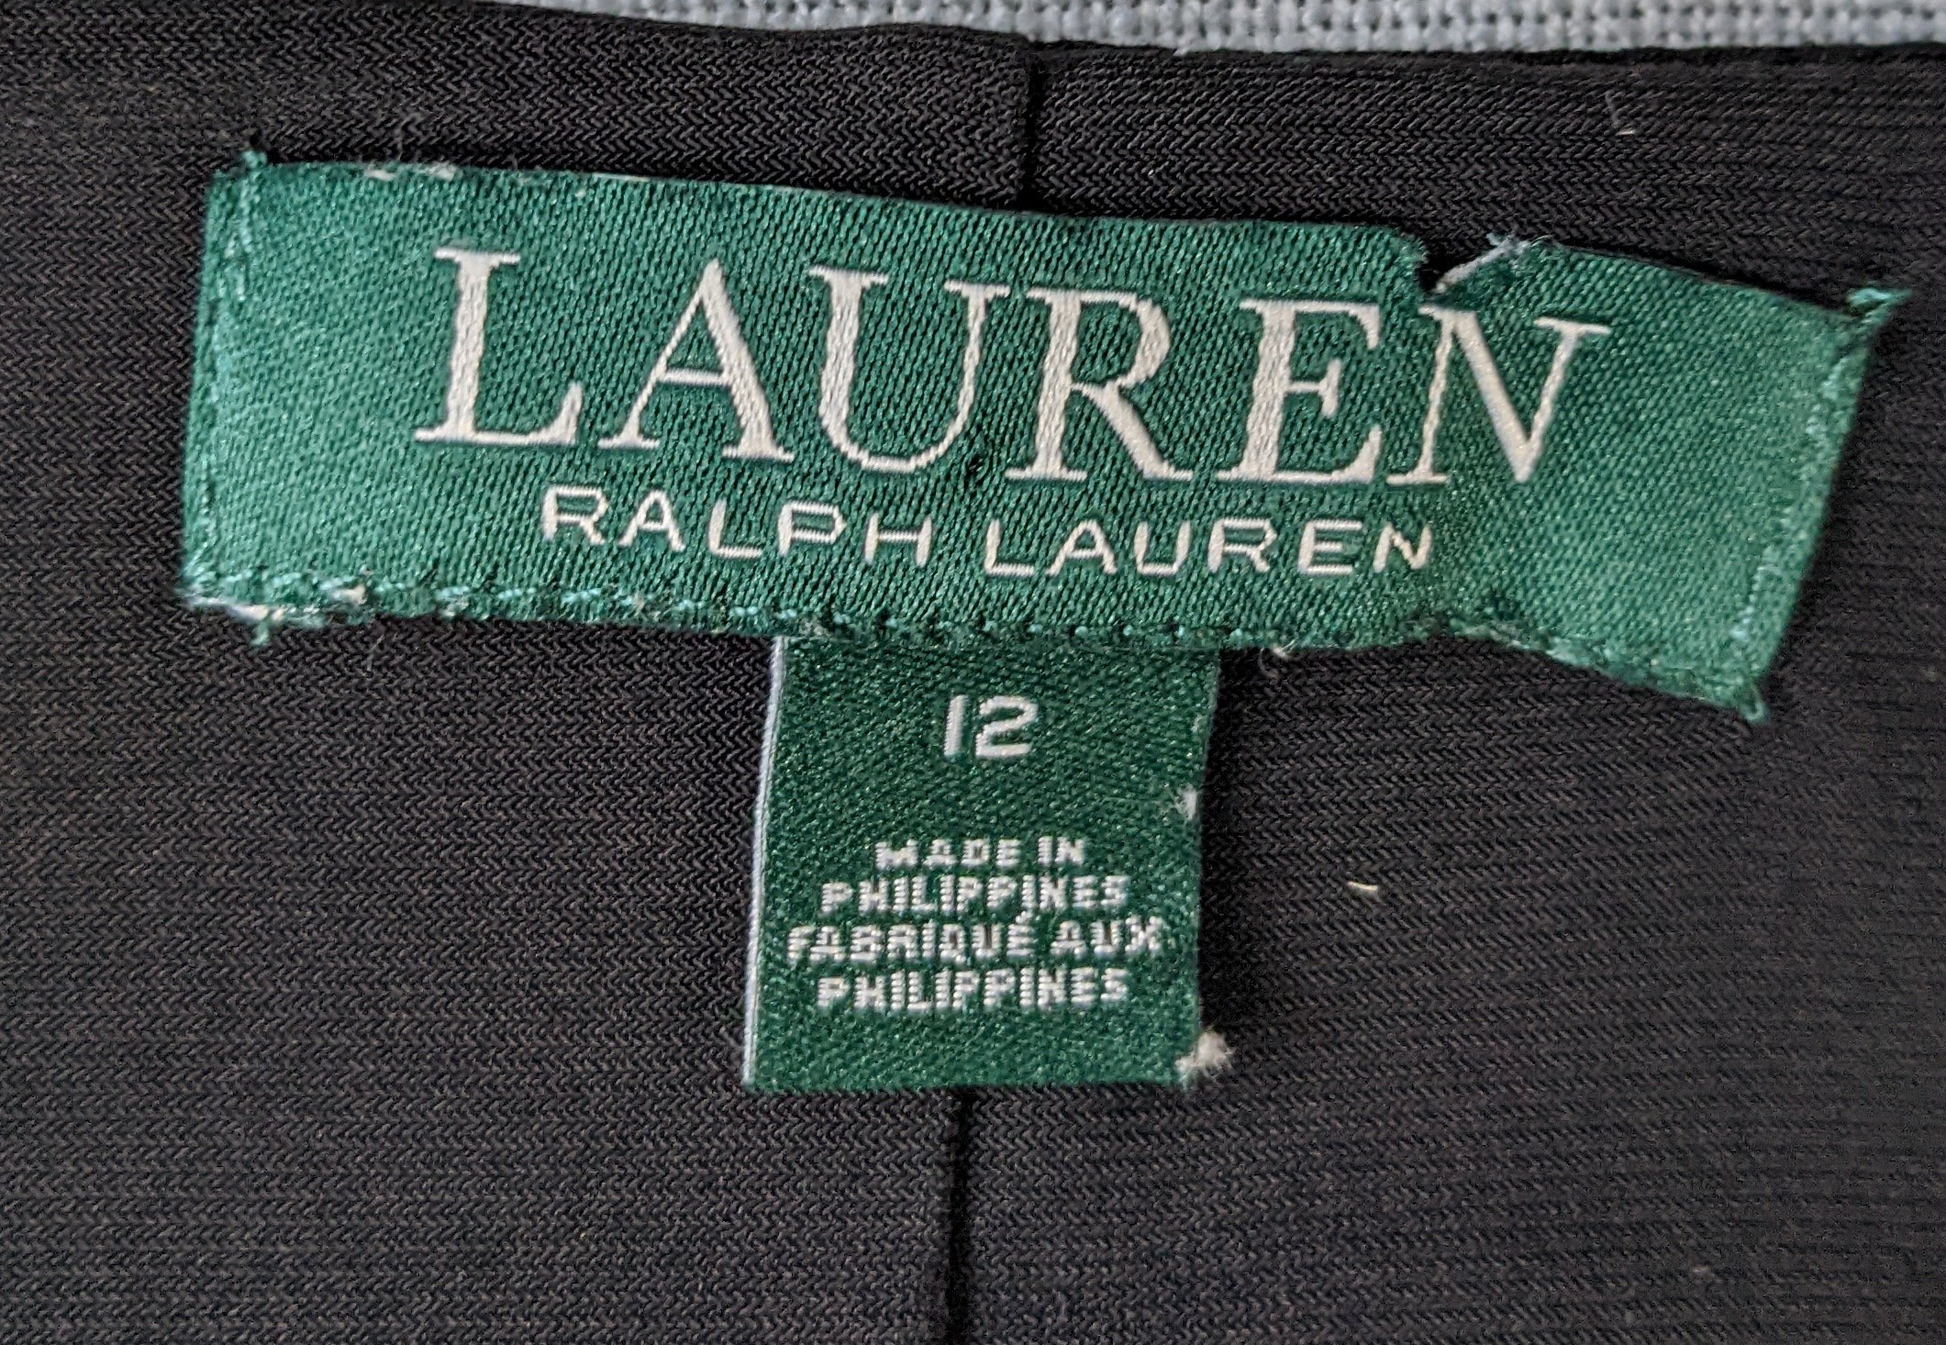 LAUREN
RALPH LAUREN
12
MADE IN
PHILIPPINES
FABRIQUÉ AUX
PHILIPPINES